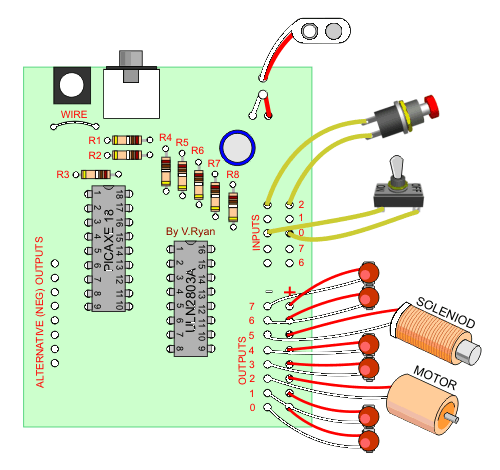 WIRE
R1
R2
R3
R4
R5
R6
R7
R8
1 18
2 17
3 16
4 15
5 14
6 13
7 12
8 11
9 10
PICAXE 18
By V.Ryan
1 16
2 15
3 14
4 13
5 12
6 11
7 10
8 9
ULN2803A
INPUTS
2
1
0
7
6
ALTERNATIVE (NEG) OUTPUTS
OUTPUTS
- +
7
6
5
4
3
2
1
0
SOLENIOD
MOTOR